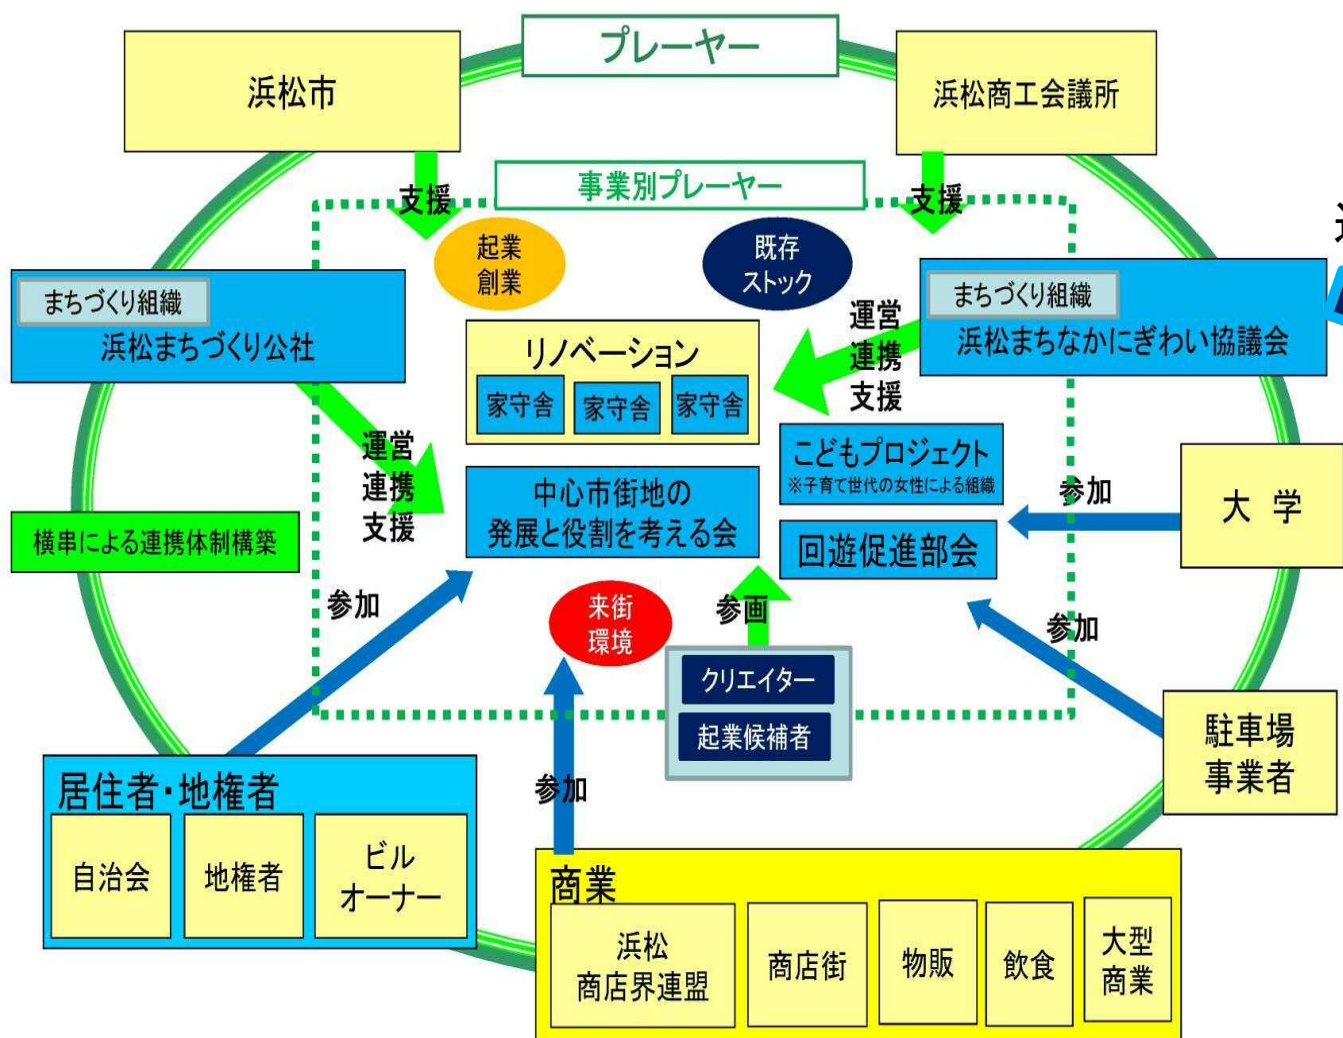 プレーヤー
浜松市
浜松商工会議所
事業別プレーヤー
支援
支援
起業
創業
既存
ストック
まちづくり組織
浜松まちづくり公社
まちづくり組織
浜松まちなかにぎわい協議会
リノベーション
家守舎
家守舎
家守舎
運営
連携
支援
運営
連携
支援
こどもプロジェクト
※子育て世代の女性による組織
中心市街地の
発展と役割を考える会
回遊促進部会
参加
大 学
横串による連携体制構築
参加
来街
環境
参画
参加
クリエイター
起業候補者
駐車場
事業者
居住者・地権者
自治会
地権者
ビル
オーナー
参加
商業
浜松
商店界連盟
商店街
物販
飲食
大型
商業